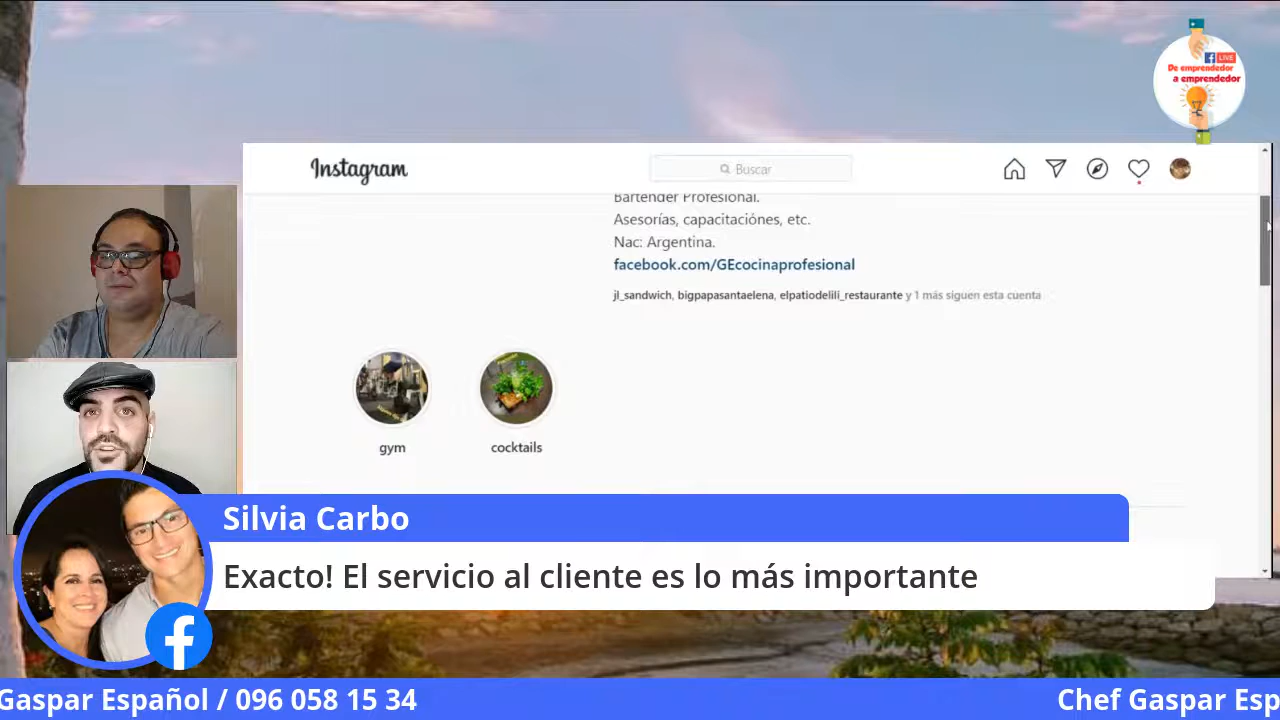 LIVE
De emprendedor
a emprendedor
Instagram
Buscar
Bartender Profesional.
Asesorías, capacitaciónes, etc.
Nac: Argentina.
facebook.com/GEcocinaprofesional
jl_sandwich, bigpapasantaelena, elpatiodelili_restaurante y 1 más siguen esta cuenta
gym
cocktails
Silvia Carbo
Exacto! El servicio al cliente es lo más importante
Gaspar Español / 096 058 15 34
Chef Gaspar Esp